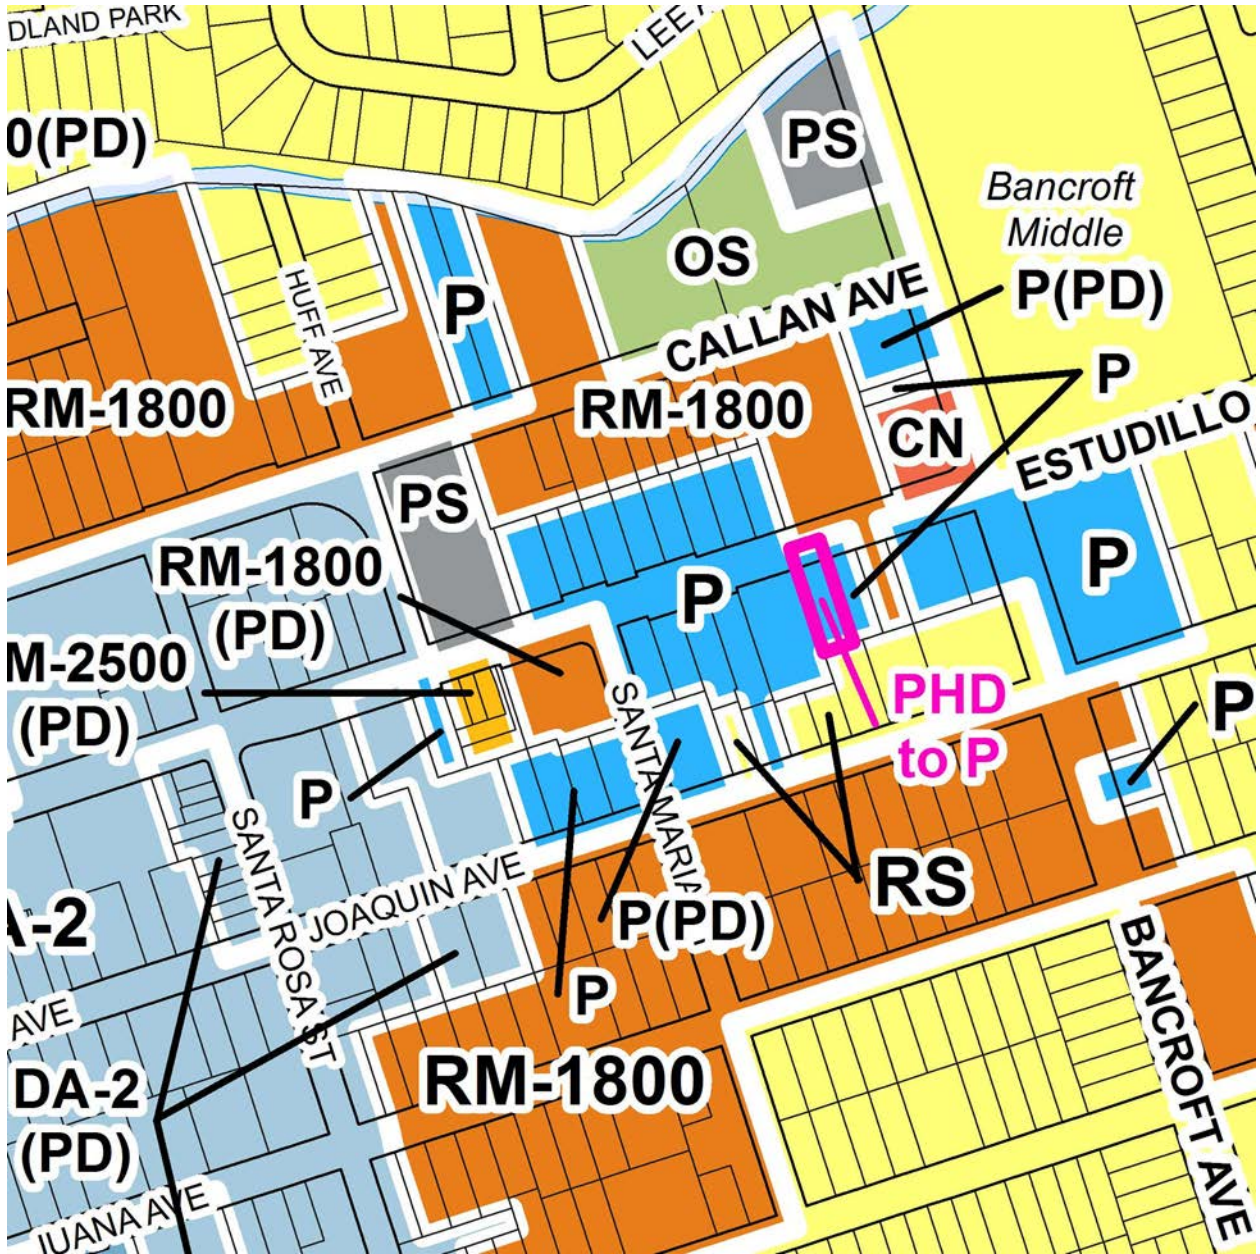 DLAND PARK
LEE
0(PD)
PS
Bancroft
Middle
P(PD)
OS
CALLAN AVE
HUFF AVE
P
RM-1800
RM-1800
P
CN
ESTUDILLO
PS
RM-1800
(PD)
P
P
M-2500
(PD)
SANTA MARIA
PHD
to P
P
P
SANTA ROSA ST
JOAQUIN AVE
RS
P(PD)
A-2
P
BANCROFT AVE
AVE
RM-1800
DA-2
(PD)
JUANA AVE